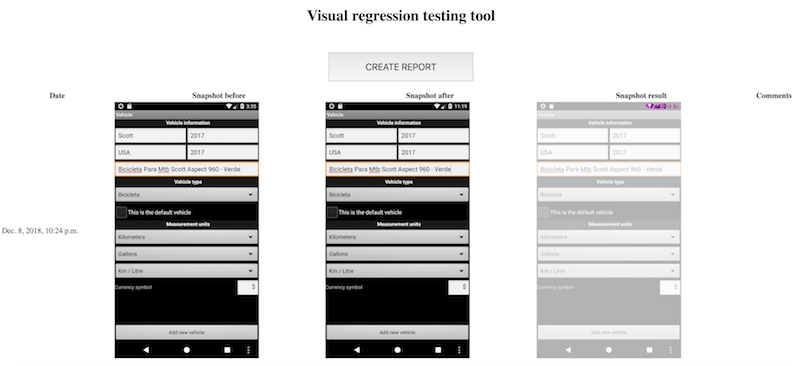 Visual regression testing tool
CREATE REPORT
Date Snapshot before Snapshot after Snapshot result Comments
3:35
Vehicle
Vehicle information
Scott 2017
USA 2017
Bicicleta Para Mtb Scott Aspect 960 - Verde
Vehicle type
Bicicleta
This is the default vehicle
Measurement units
Kilometers
Gallons
Km / Litre
Currency symbol $
Add new vehicle
11:19
Vehicle
Vehicle information
Scott 2017
USA 2017
Bicicleta Para Mtb Scott Aspect 960 - Verde
Vehicle type
Bicicleta
This is the default vehicle
Measurement units
Kilometers
Gallons
Km / Litre
Currency symbol $
Add new vehicle
Vehicle
Vehicle information
Scott 2017
USA 2017
Bicicleta Para Mtb Scott Aspect 960 - Verde
Vehicle type
Bicicleta
This is the default vehicle
Measurement units
Kilometers
Gallons
Km / Litre
Currency symbol $
Add new vehicle
Dec. 8, 2018, 10:24 p.m.